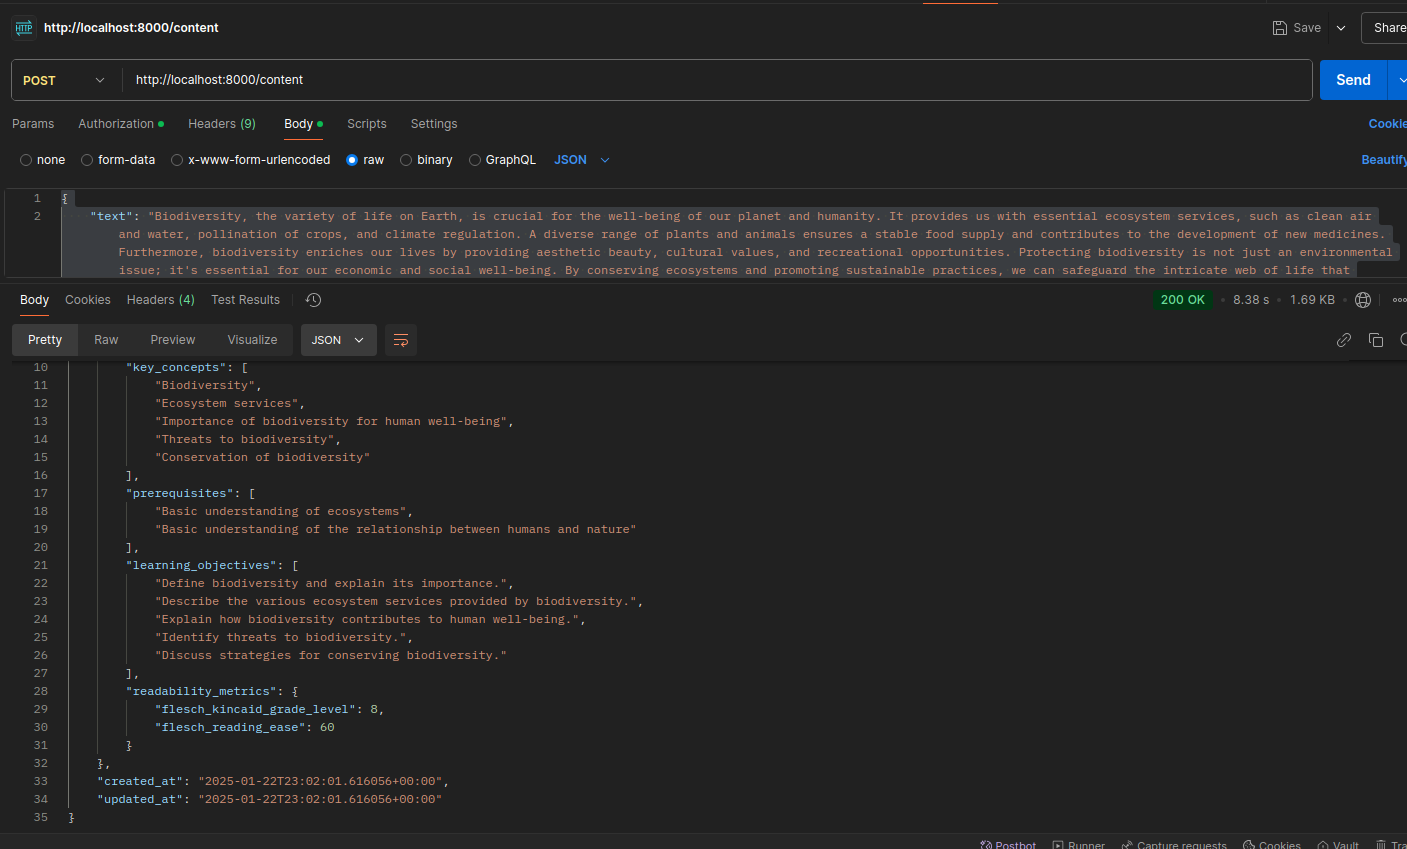 HTTP http://localhost:8000/content Save Share
POST http://localhost:8000/content Send
Params Authorization Headers (9) Body Scripts Settings Cookie
none form-data x-www-form-urlencoded raw binary GraphQL JSON Beautify
1 {
2 "text": "Biodiversity, the variety of life on Earth, is crucial for the well-being of our planet and humanity. It provides us with essential ecosystem services, such as clean air
and water, pollination of crops, and climate regulation. A diverse range of plants and animals ensures a stable food supply and contributes to the development of new medicines.
Furthermore, biodiversity enriches our lives by providing aesthetic beauty, cultural values, and recreational opportunities. Protecting biodiversity is not just an environmental
issue; it's essential for our economic and social well-being. By conserving ecosystems and promoting sustainable practices, we can safeguard the intricate web of life that
Body Cookies Headers (4) Test Results 200 OK • 8.38 s • 1.69 KB •
Pretty Raw Preview Visualize JSON
10 "key_concepts": [
11 "Biodiversity",
12 "Ecosystem services",
13 "Importance of biodiversity for human well-being",
14 "Threats to biodiversity",
15 "Conservation of biodiversity"
16 ],
17 "prerequisites": [
18 "Basic understanding of ecosystems",
19 "Basic understanding of the relationship between humans and nature"
20 ],
21 "learning_objectives": [
22 "Define biodiversity and explain its importance.",
23 "Describe the various ecosystem services provided by biodiversity.",
24 "Explain how biodiversity contributes to human well-being.",
25 "Identify threats to biodiversity.",
26 "Discuss strategies for conserving biodiversity."
27 ],
28 "readability_metrics": {
29 "flesch_kincaid_grade_level": 8,
30 "flesch_reading_ease": 60
31 }
32 },
33 "created_at": "2025-01-22T23:02:01.616056+00:00",
34 "updated_at": "2025-01-22T23:02:01.616056+00:00"
35 }
Postbot Runner Capture requests Cookies Vault Tra